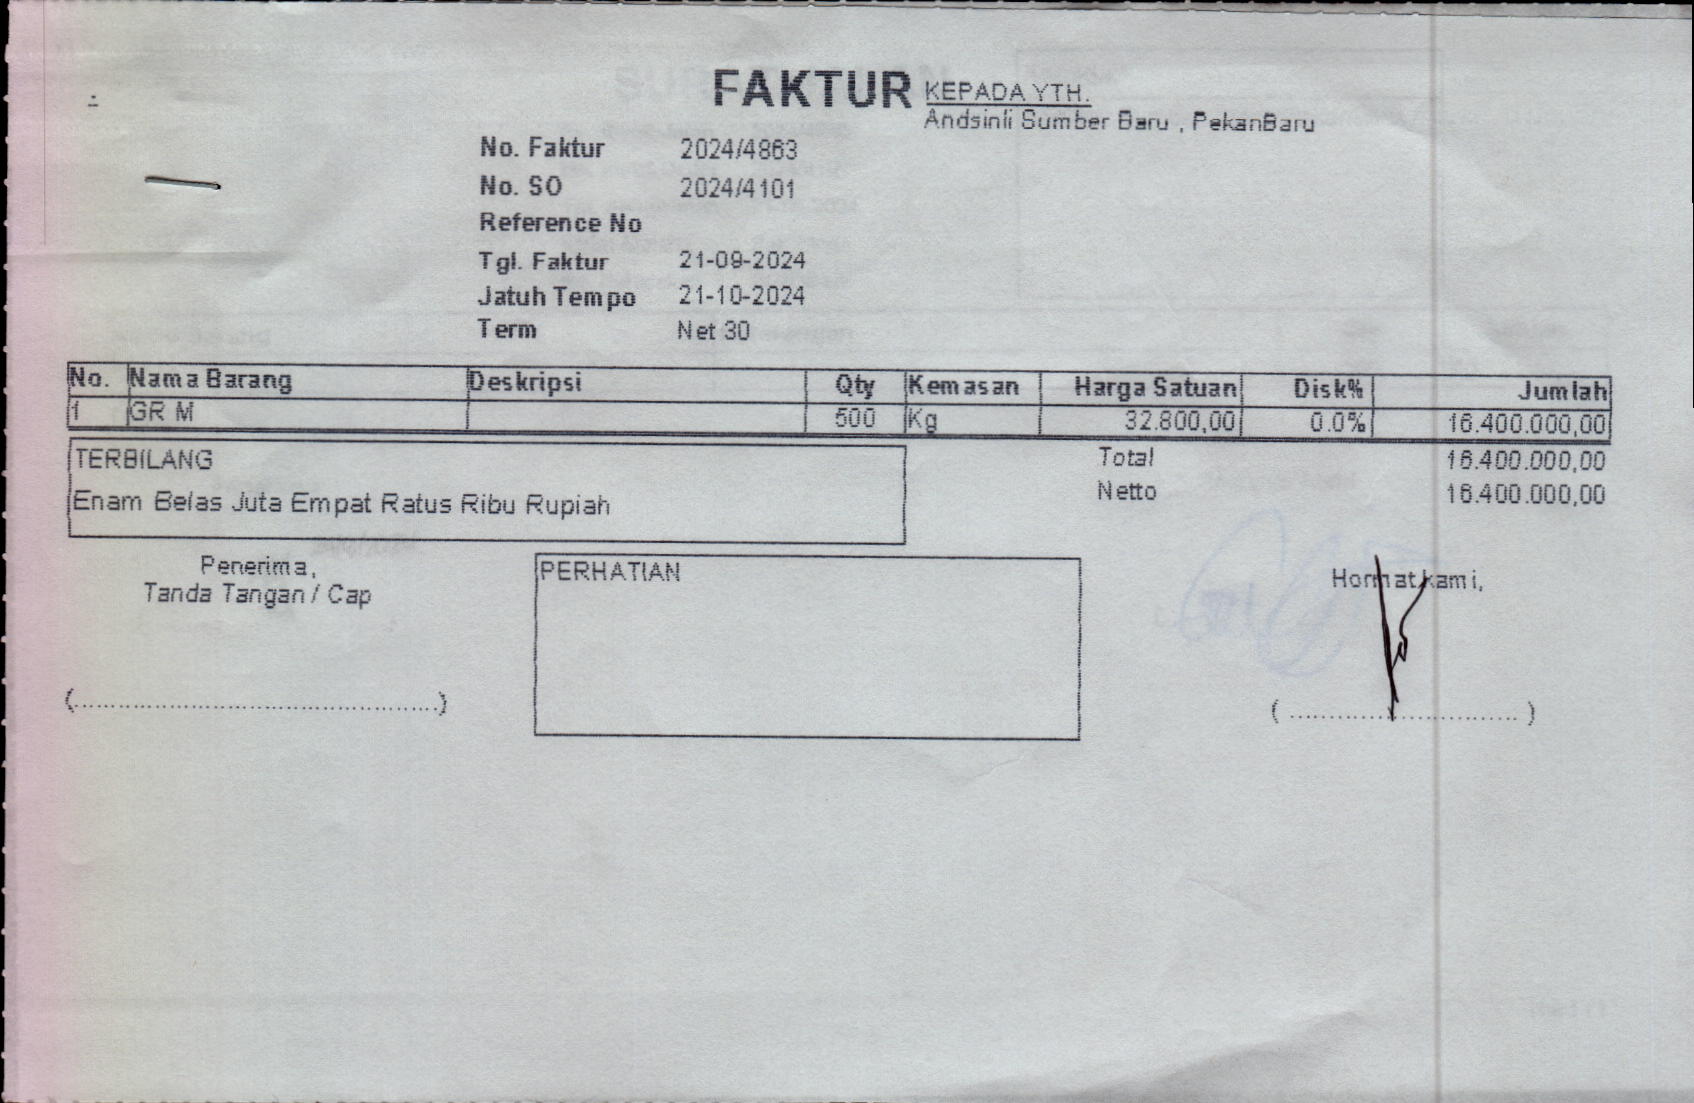 FAKTUR
KEPADA YTH.
Andsinli Sumber Baru , PekanBaru
No. Faktur 2024/4863
No. SO 2024/4101
Reference No
Tgl. Faktur 21-09-2024
Jatuh Tempo 21-10-2024
Term Net 30
No. Nama Barang Deskripsi Qty Kemasan Harga Satuan Disk% Jumlah
1 GR M 500 Kg 32.800,00 0.0% 16.400.000,00
TERBILANG
Enam Belas Juta Empat Ratus Ribu Rupiah
Total 16.400.000,00
Netto 16.400.000,00
Penerima,
Tanda Tangan / Cap
PERHATIAN
Hormat kami,
(................................................)
( .............................. )